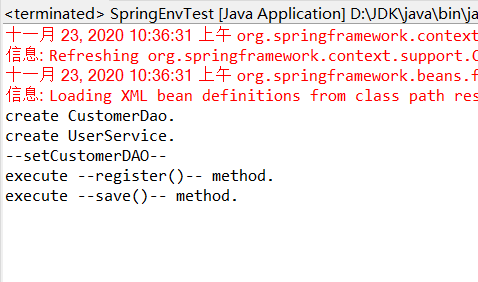 <terminated> SpringEnvTest [Java Application] D:\JDK\java\bin\ja
十一月 23, 2020 10:36:31 上午 org.springframework.context
信息: Refreshing org.springframework.context.support.C
十一月 23, 2020 10:36:31 上午 org.springframework.beans.f
信息: Loading XML bean definitions from class path res
create CustomerDao.
create UserService.
--setCustomerDAO--
execute --register()-- method.
execute --save()-- method.